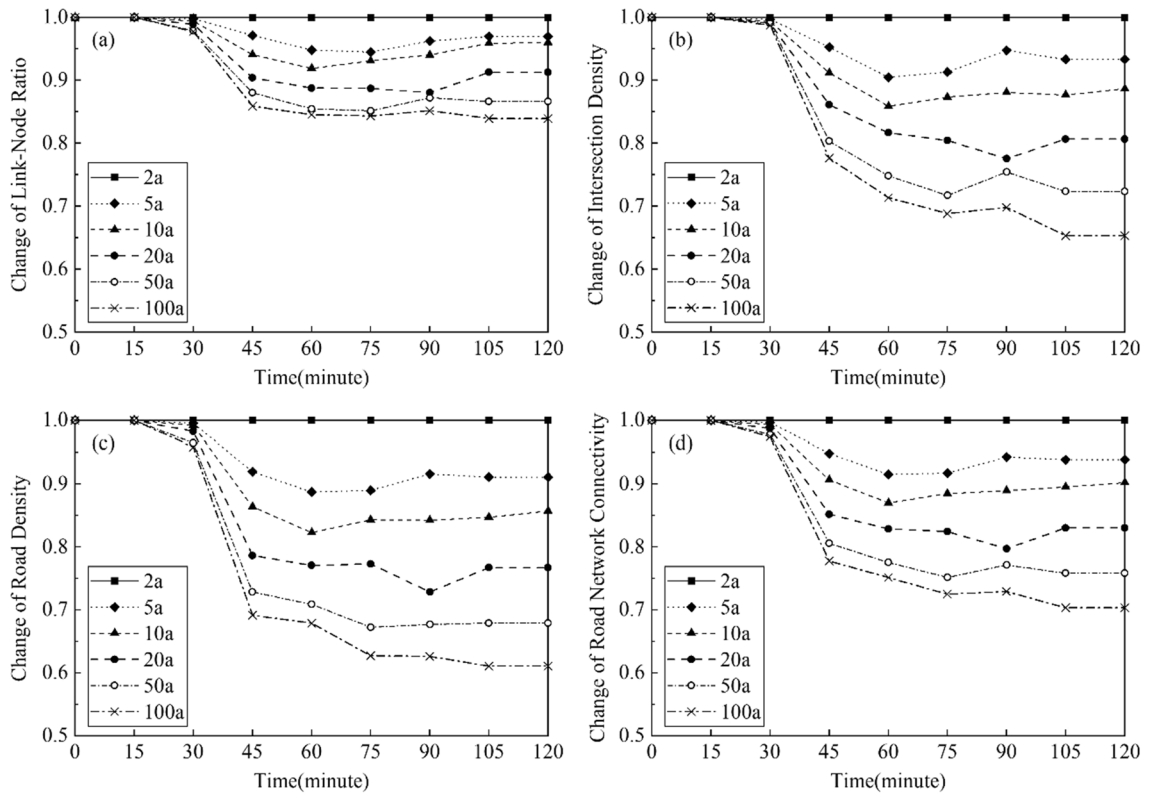 (a)
Change of Link-Node Ratio
1.0
0.9
0.8
0.7
0.6
0.5
2a
5a
10a
20a
50a
100a
0 15 30 45 60 75 90 105 120
Time(minute)
(b)
Change of Intersection Density
1.0
0.9
0.8
0.7
0.6
0.5
2a
5a
10a
20a
50a
100a
0 15 30 45 60 75 90 105 120
Time(minute)
(c)
Change of Road Density
1.0
0.9
0.8
0.7
0.6
0.5
2a
5a
10a
20a
50a
100a
0 15 30 45 60 75 90 105 120
Time(minute)
(d)
Change of Road Network Connectivity
1.0
0.9
0.8
0.7
0.6
0.5
2a
5a
10a
20a
50a
100a
0 15 30 45 60 75 90 105 120
Time(minute)